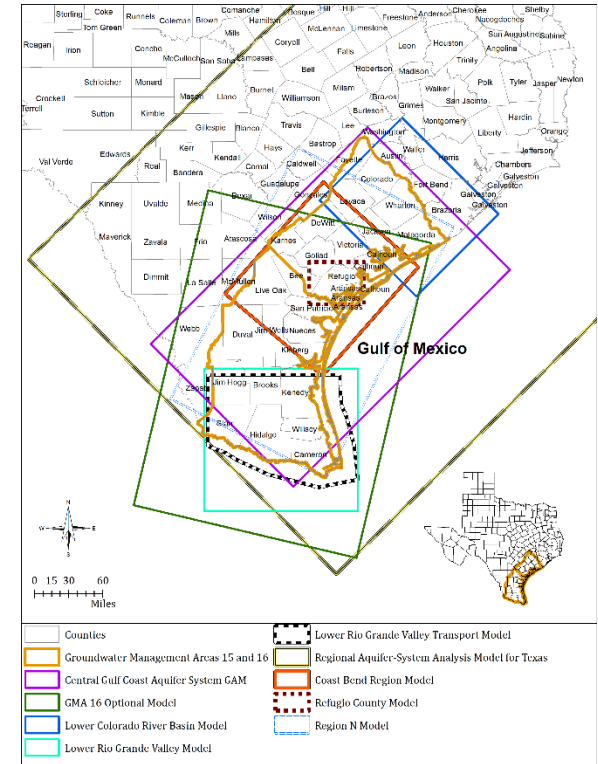 Sterling Coke Runnels Coleman Brown Comanche Hamilton Bosque Hill Freestone Anderson Cherokee Shelby
Tom Green Mills McLennan Limestone Nacogdoches
Reagan Irion Concho McCulloch San Saba Lampasas Coryell Falls Leon Houston Angelina San Augustine Sabine
Bell Robertson Madison Trinity
Schleicher Menard Mason Llano Burnet Milam Brazos Walker Polk Tyler Jasper Newton
Crockett Williamson Burleson Grimes San Jacinto
Terrell Sutton Kimble Gillespie Blanco Travis Lee Washington Montgomery Liberty Hardin Orange
Val Verde Edwards Kerr Hays Bastrop Fayette Austin Waller Harris Jefferson
Real Bandera Kendall Comal Caldwell Colorado Chambers
Guadalupe Gonzales Lavaca Fort Bend Galveston
Kinney Uvalde Medina Bexar Wilson Wharton Brazoria Galveston
Galveston
DeWitt
Maverick Zavala Frio Atascosa Karnes Victoria Jackson Matagorda
Goliad Calhoun
Dimmit La Salle McMullen Bee Refugio Calhoun
Live Oak Aransas Calhoun
Aransas
San Patricio Aransas
Webb Duval Jim Wells Nueces
Kleberg
Gulf of Mexico
Zapata Jim Hogg Brooks Kenedy
Starr Hidalgo Willacy
Cameron
N
W E
S
0 15 30 60
Miles
Counties
Groundwater Management Areas 15 and 16
Central Gulf Coast Aquifer System GAM
GMA 16 Optional Model
Lower Colorado River Basin Model
Lower Rio Grande Valley Model
Lower Rio Grande Valley Transport Model
Regional Aquifer-System Analysis Model for Texas
Coast Bend Region Model
Refugio County Model
Region N Model